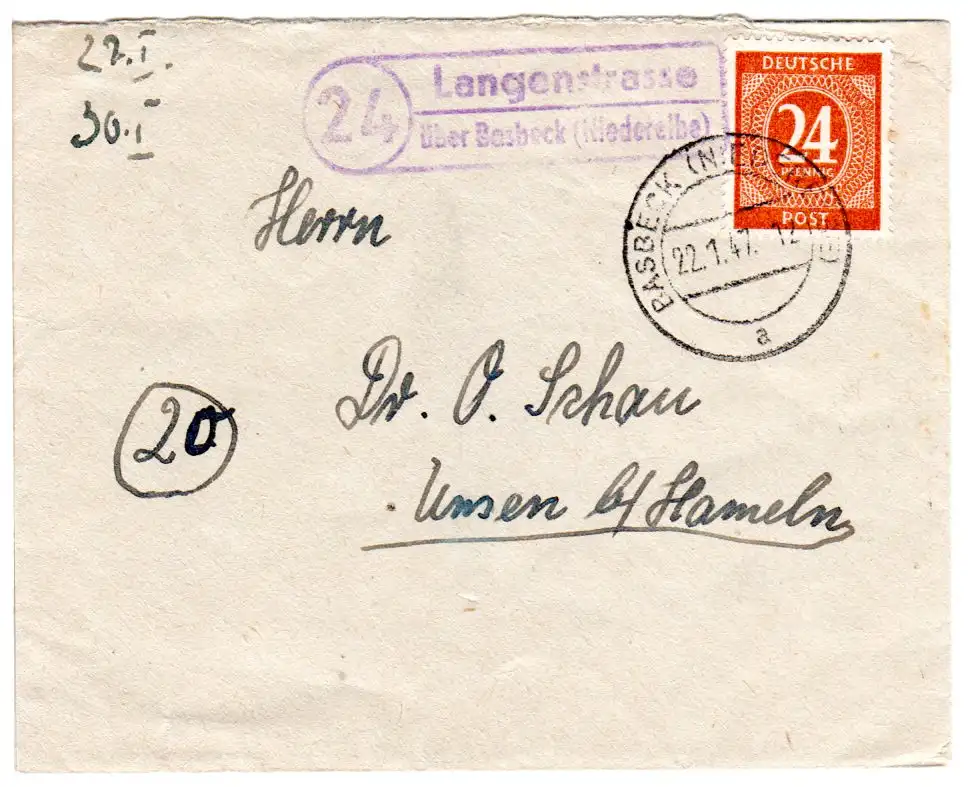 22.I.
30.I
24
Langenstrasse
über Basbeck (Niederelbe)
DEUTSCHE
24
PFENNIG
POST
BASBECK (NIEDERELBE)
22.1.47. 12
a
Herrn
Dr. O. Schau
20
Unsen b/ Hameln